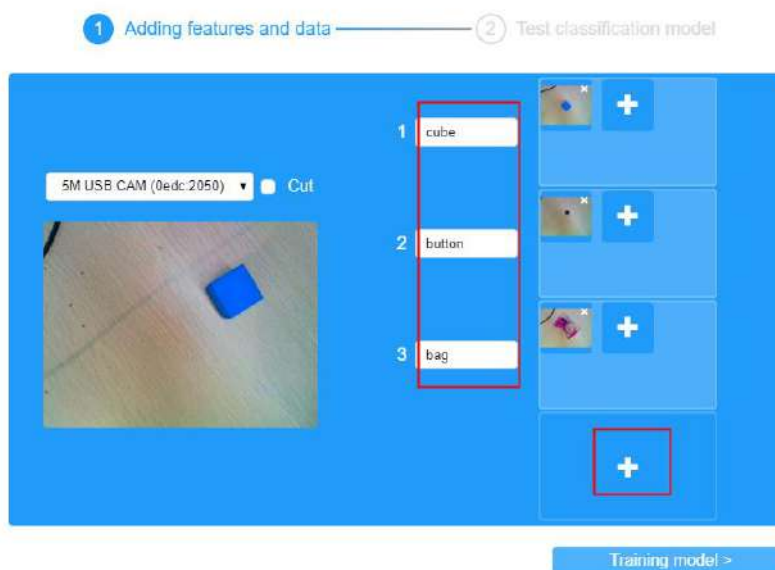 1 Adding features and data
2 Test classification model
1 cube
5M USB CAM (0edc:2050)
Cut
2 button
3 bag
Training model >